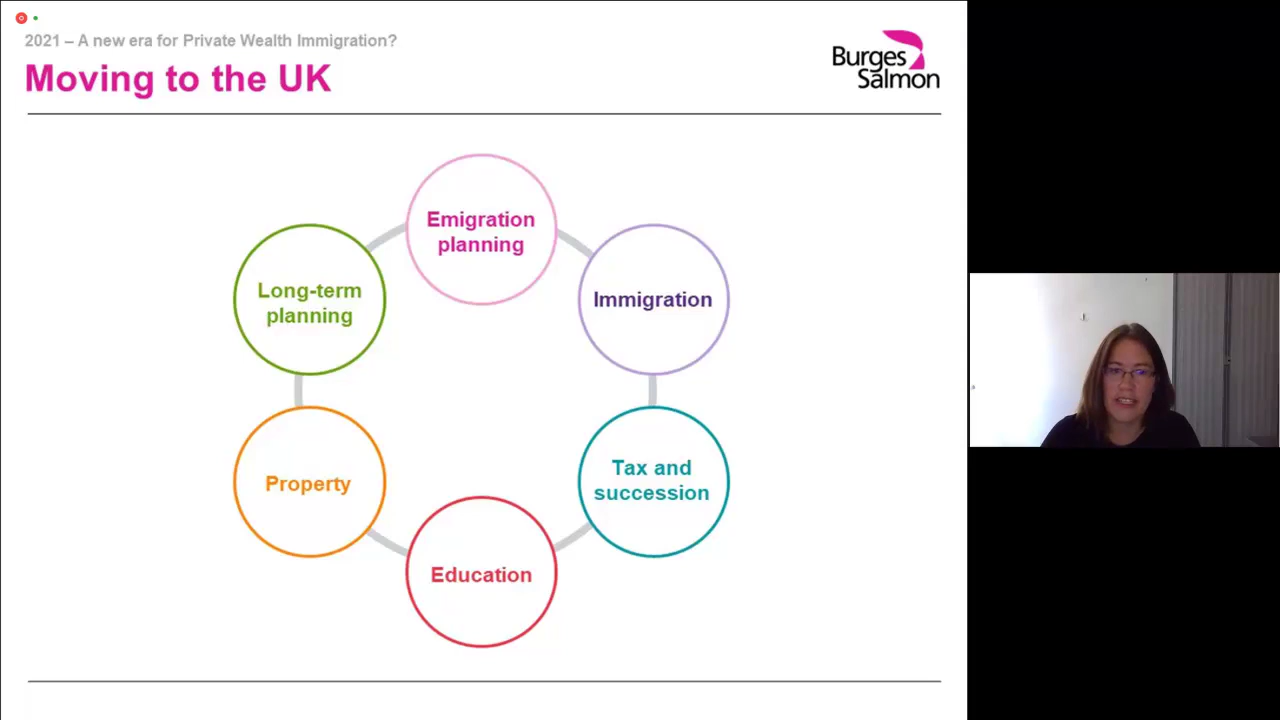 2021 – A new era for Private Wealth Immigration?
Moving to the UK
Burges
Salmon
Emigration
planning
Immigration
Tax and
succession
Education
Property
Long-term
planning